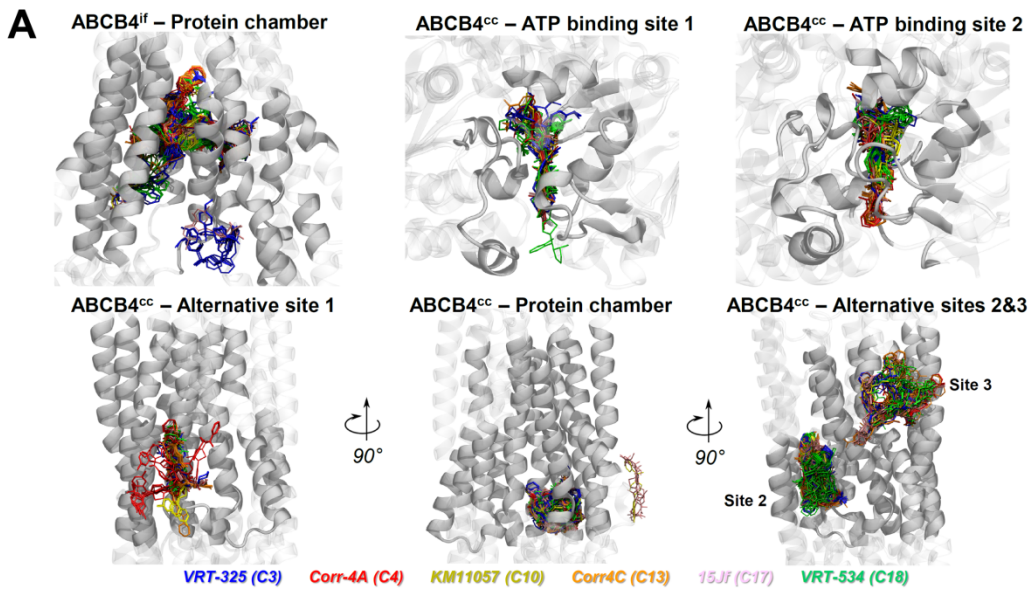 A
ABCB4if – Protein chamber
ABCB4cc – ATP binding site 1
ABCB4cc – ATP binding site 2
ABCB4cc – Alternative site 1
ABCB4cc – Protein chamber
ABCB4cc – Alternative sites 2&3
Site 3
90°
90°
Site 2
VRT-325 (C3) Corr-4A (C4) KM11057 (C10) Corr4C (C13) 15Jf (C17) VRT-534 (C18)